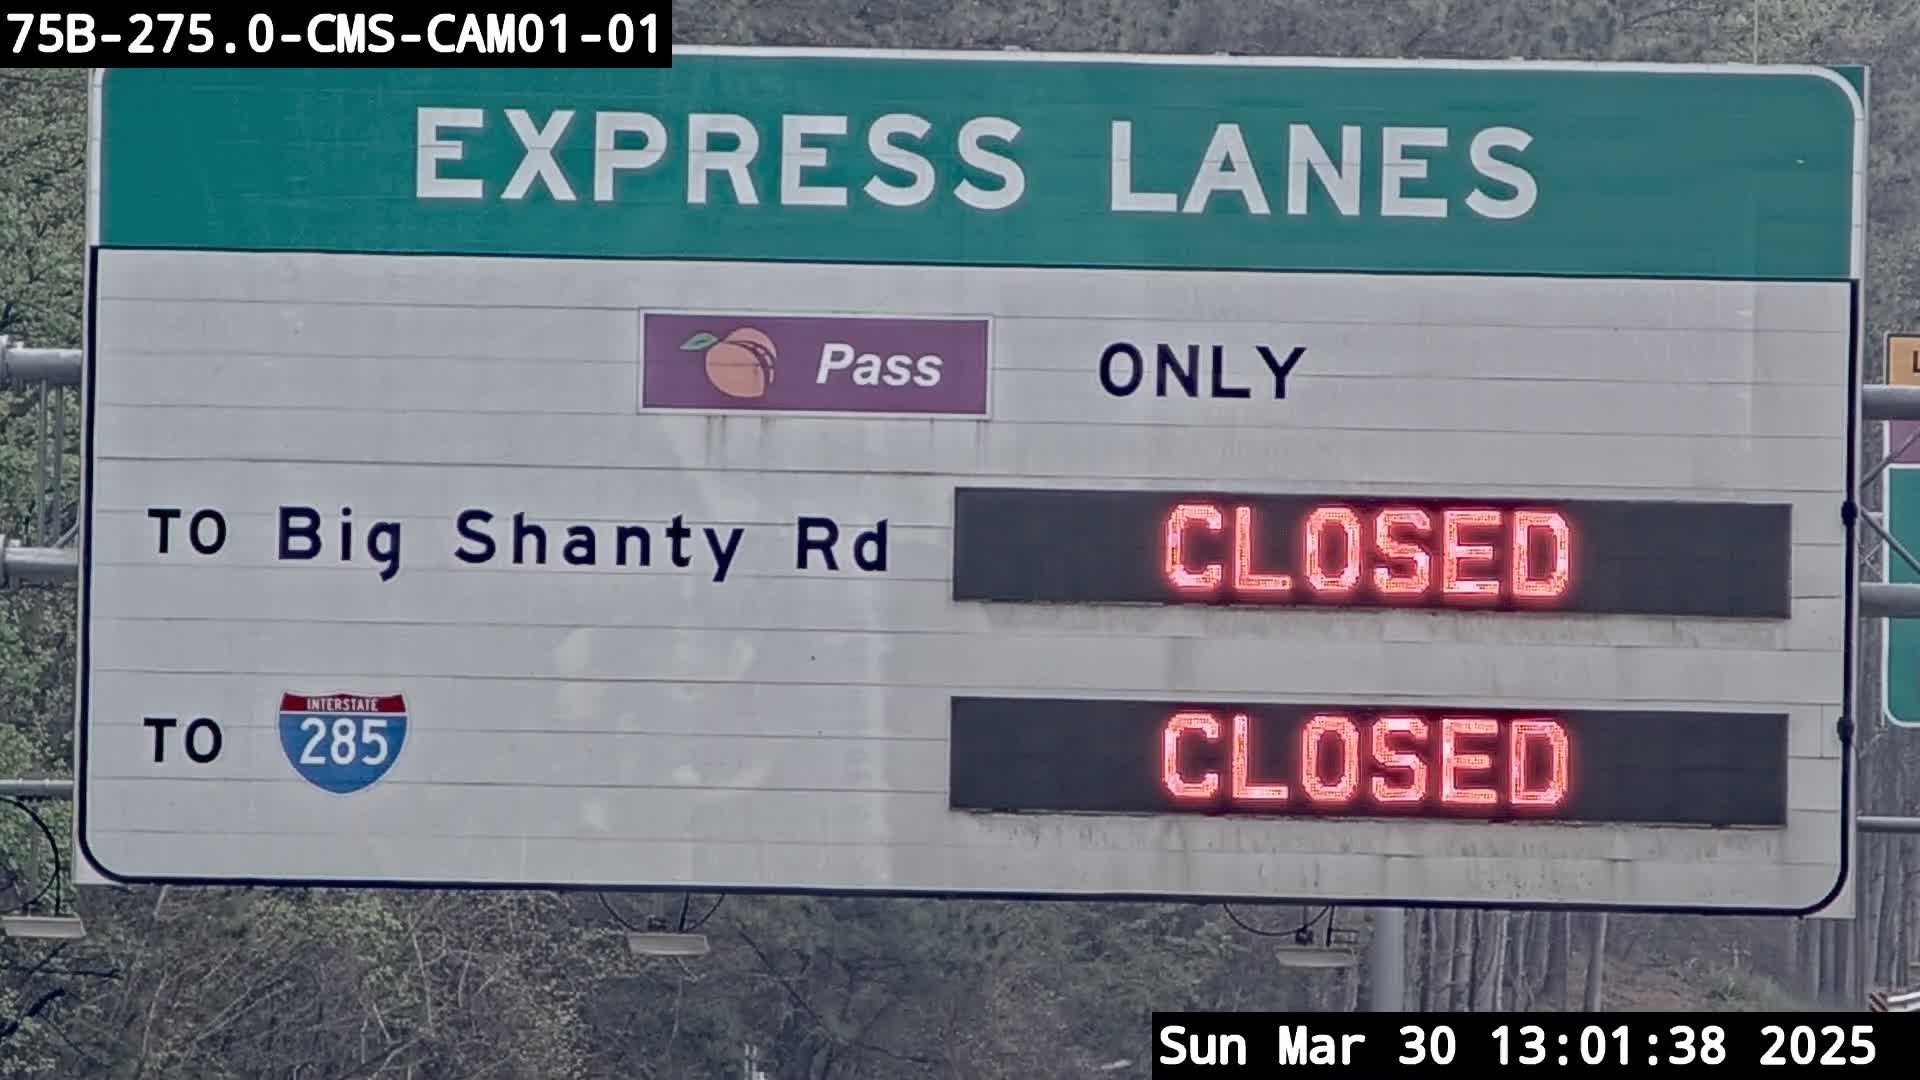 75B-275.0-CMS-CAM01-01
EXPRESS LANES
Pass ONLY
TO Big Shanty Rd CLOSED
TO INTERSTATE 285 CLOSED
Sun Mar 30 13:01:38 2025